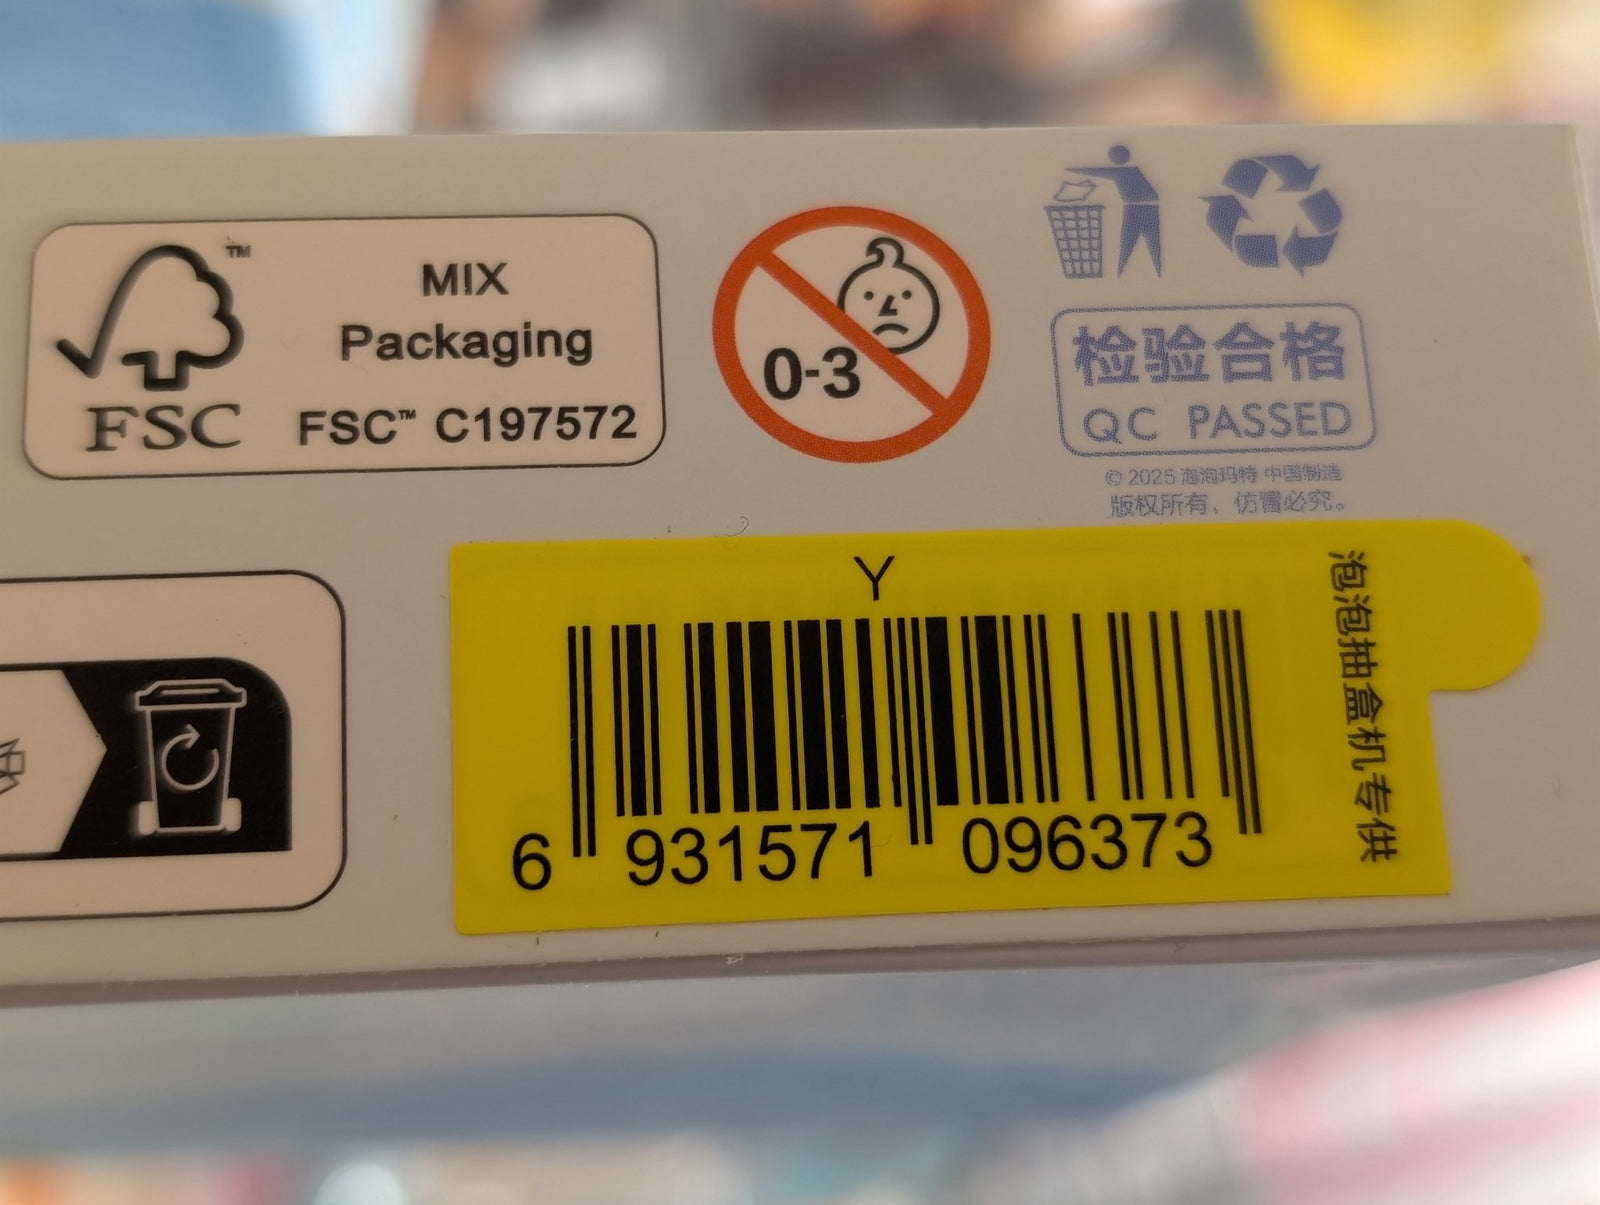 ™
MIX
Packaging
FSC
FSC™ C197572
0-3
检验合格
QC PASSED
© 2025 泡泡玛特 中国制造
版权所有，仿冒必究。
Y
6 931571 096373
泡泡抽盒机专供